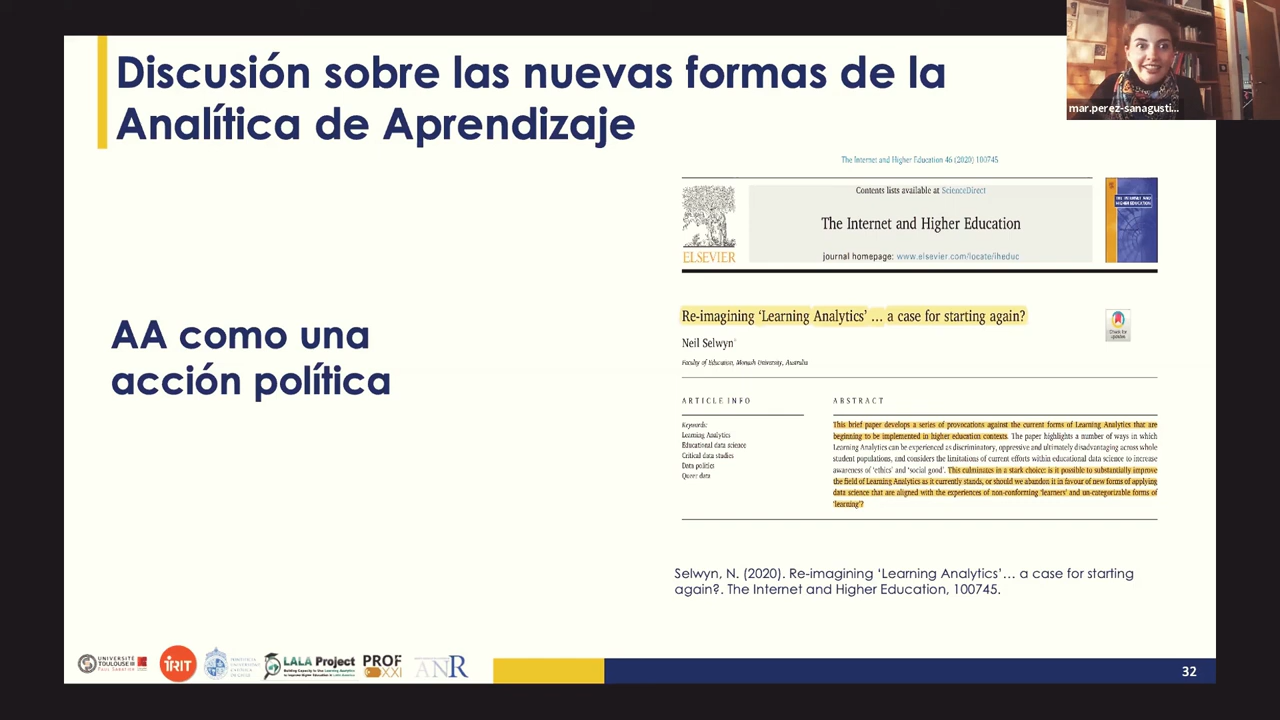 Discusión sobre las nuevas formas de la
Analítica de Aprendizaje
mar.perez-sanagusti...
The Internet and Higher Education 46 (2020) 100745
Contents lists available at ScienceDirect
The Internet and Higher Education
ELSEVIER
journal homepage: www.elsevier.com/locate/iheduc
AA como una
acción política
Re-imagining ‘Learning Analytics’ … a case for starting again?
Neil Selwyn
Faculty of Education, Monash University, Australia
ARTICLE INFO
Keywords:
Learning Analytics
Educational data science
Critical data studies
Data politics
Queer data
ABSTRACT
This brief paper develops a series of provocations against the current forms of Learning Analytics that are
beginning to be implemented in higher education contexts. The paper highlights a number of ways in which
Learning Analytics can be experienced as discriminatory, oppressive and ultimately disadvantaging across whole
student populations, and considers the limitations of current efforts within educational data science to increase
awareness of ‘ethics’ and ‘social good’. This culminates in a stark choice: is it possible to substantially improve
the field of Learning Analytics as it currently stands, or should we abandon it in favour of new forms of applying
data science that are aligned with the experiences of non-conforming ‘learners’ and un-categorizable forms of
‘learning’?
Selwyn, N. (2020). Re-imagining ‘Learning Analytics’… a case for starting
again?. The Internet and Higher Education, 100745.
UNIVERSITÉ
TOULOUSE III
PAUL SABATIER
IRIT
LALA Project
PROF
XXI
ANR
32